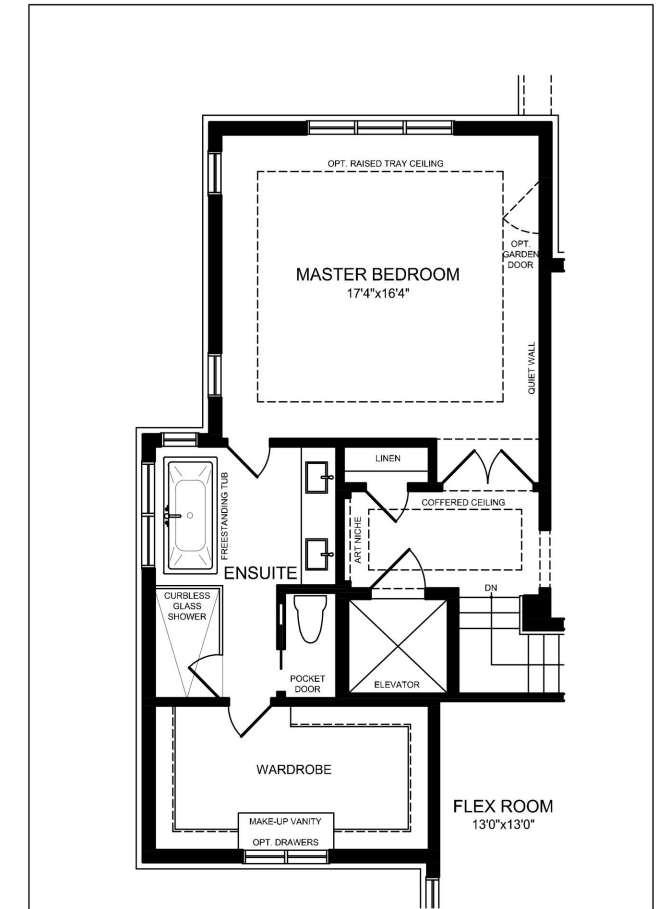 OPT. RAISED TRAY CEILING
OPT.
GARDEN
DOOR
MASTER BEDROOM
17'4"x16'4"
QUIET WALL
LINEN
COFFERED CEILING
ART NICHE
FREESTANDING TUB
ENSUITE
CURBLESS
GLASS
SHOWER
DN
POCKET
DOOR
ELEVATOR
WARDROBE
MAKE-UP VANITY
OPT. DRAWERS
FLEX ROOM
13'0"x13'0"